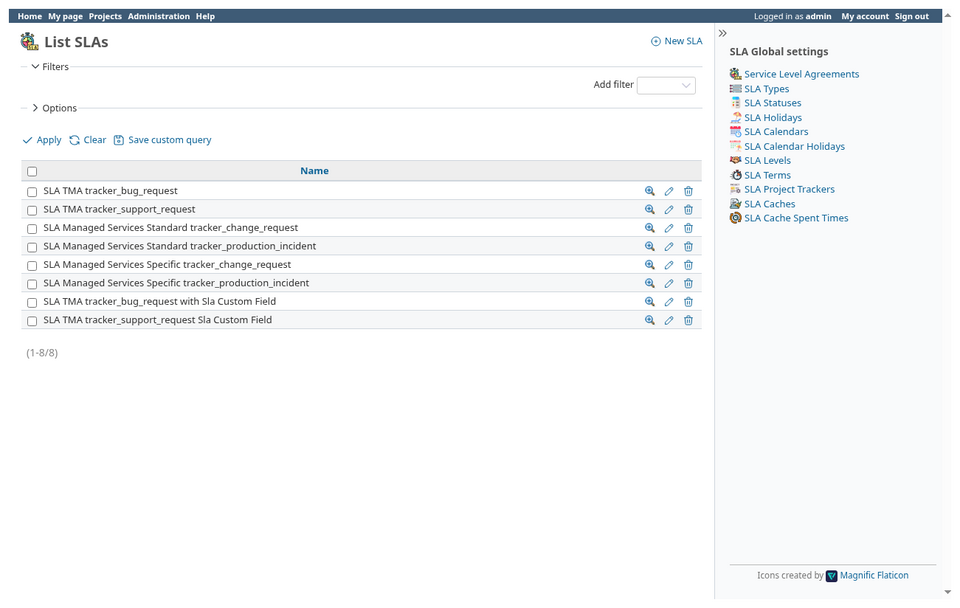 Home My page Projects Administration Help
Logged in as admin My account Sign out
List SLAs
New SLA
Filters
Add filter
Options
Apply Clear Save custom query
Name
SLA TMA tracker_bug_request
SLA TMA tracker_support_request
SLA Managed Services Standard tracker_change_request
SLA Managed Services Standard tracker_production_incident
SLA Managed Services Specific tracker_change_request
SLA Managed Services Specific tracker_production_incident
SLA TMA tracker_bug_request with Sla Custom Field
SLA TMA tracker_support_request Sla Custom Field
(1-8/8)
SLA Global settings
Service Level Agreements
SLA Types
SLA Statuses
SLA Holidays
SLA Calendars
SLA Calendar Holidays
SLA Levels
SLA Terms
SLA Project Trackers
SLA Caches
SLA Cache Spent Times
Icons created by Magnific Flaticon